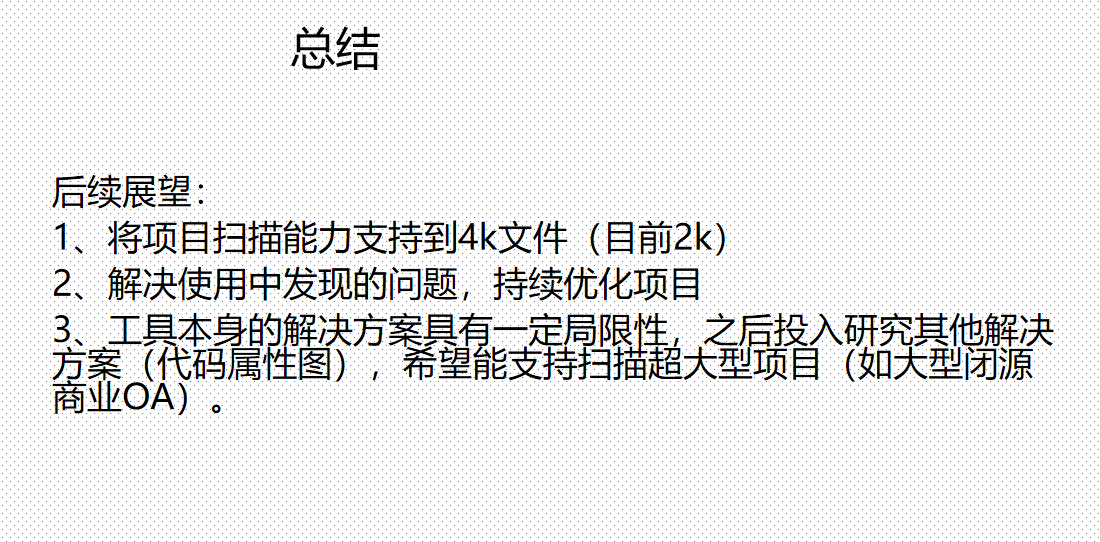 总结
后续展望：
1、将项目扫描能力支持到4k文件（目前2k）
2、解决使用中发现的问题，持续优化项目
3、工具本身的解决方案具有一定局限性，之后投入研究其他解决
方案（代码属性图），希望能支持扫描超大型项目（如大型闭源
商业OA）。